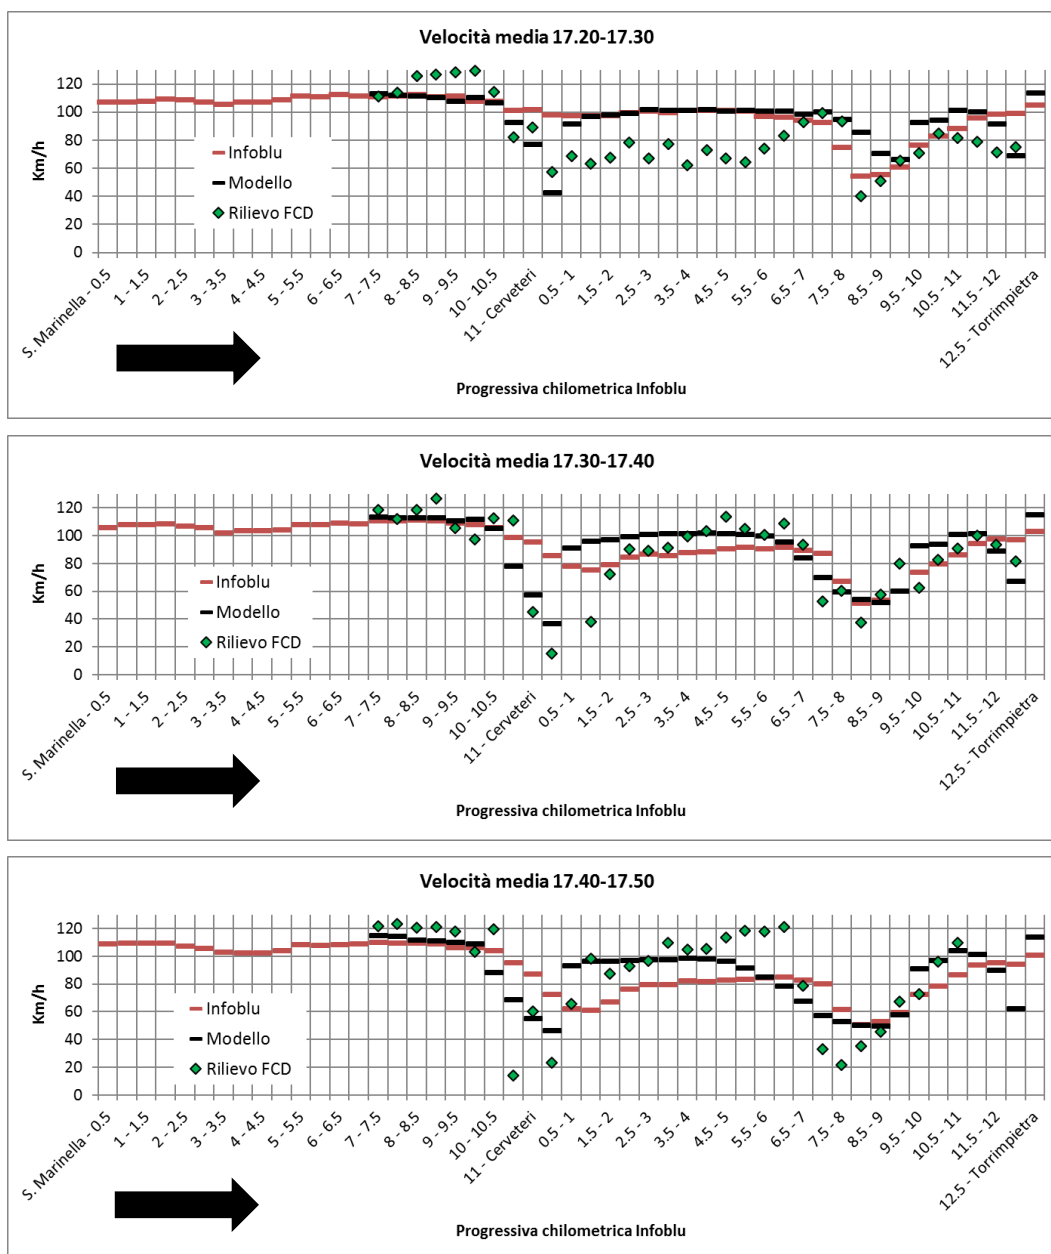 Velocità media 17.20-17.30
120
100
80
60
40
20
0
Km/h
Infoblu
Modello
Rilievo FCD
S. Marinella - 0.5
1 - 1.5
2 - 2.5
3 - 3.5
4 - 4.5
5 - 5.5
6 - 6.5
7 - 7.5
8 - 8.5
9 - 9.5
10 - 10.5
11 - Cerveteri
0.5 - 1
1.5 - 2
2.5 - 3
3.5 - 4
4.5 - 5
5.5 - 6
6.5 - 7
7.5 - 8
8.5 - 9
9.5 - 10
10.5 - 11
11.5 - 12
12.5 - Torrimpietra
Progressiva chilometrica Infoblu
Velocità media 17.30-17.40
120
100
80
60
40
20
0
Km/h
Infoblu
Modello
Rilievo FCD
S. Marinella - 0.5
1 - 1.5
2 - 2.5
3 - 3.5
4 - 4.5
5 - 5.5
6 - 6.5
7 - 7.5
8 - 8.5
9 - 9.5
10 - 10.5
11 - Cerveteri
0.5 - 1
1.5 - 2
2.5 - 3
3.5 - 4
4.5 - 5
5.5 - 6
6.5 - 7
7.5 - 8
8.5 - 9
9.5 - 10
10.5 - 11
11.5 - 12
12.5 - Torrimpietra
Progressiva chilometrica Infoblu
Velocità media 17.40-17.50
120
100
80
60
40
20
0
Km/h
Infoblu
Modello
Rilievo FCD
S. Marinella - 0.5
1 - 1.5
2 - 2.5
3 - 3.5
4 - 4.5
5 - 5.5
6 - 6.5
7 - 7.5
8 - 8.5
9 - 9.5
10 - 10.5
11 - Cerveteri
0.5 - 1
1.5 - 2
2.5 - 3
3.5 - 4
4.5 - 5
5.5 - 6
6.5 - 7
7.5 - 8
8.5 - 9
9.5 - 10
10.5 - 11
11.5 - 12
12.5 - Torrimpietra
Progressiva chilometrica Infoblu